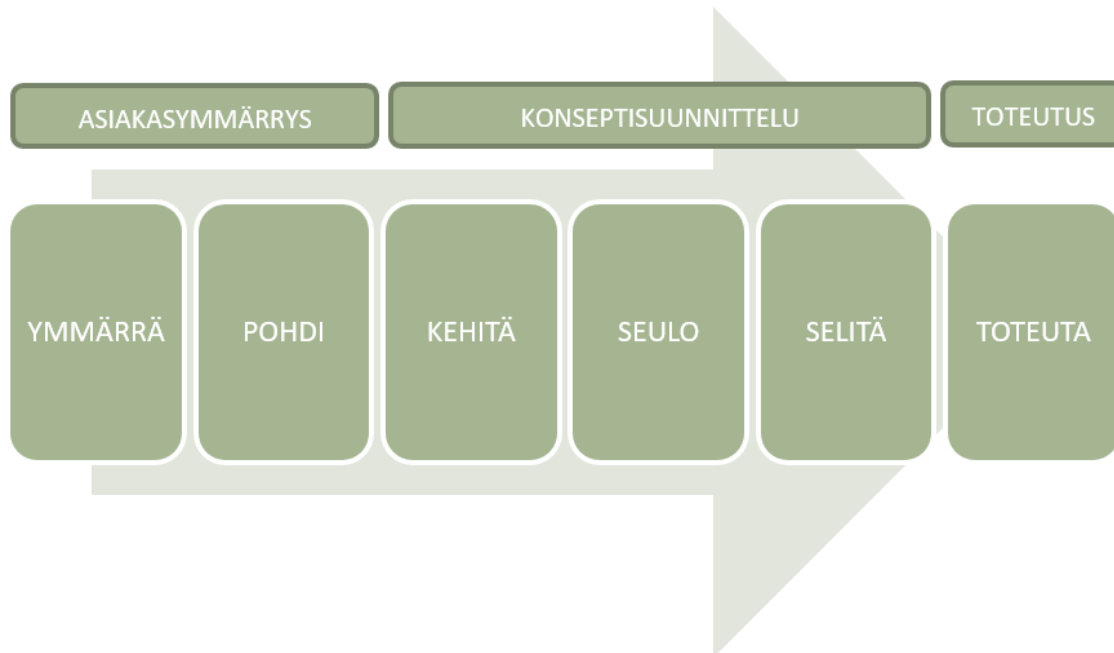 ASIAKASYMMÄRRYS
KONSEPTISUUNNITTELU
TOTEUTUS
YMMÄRRÄ
POHDI
KEHITÄ
SEULO
SELITÄ
TOTEUTA